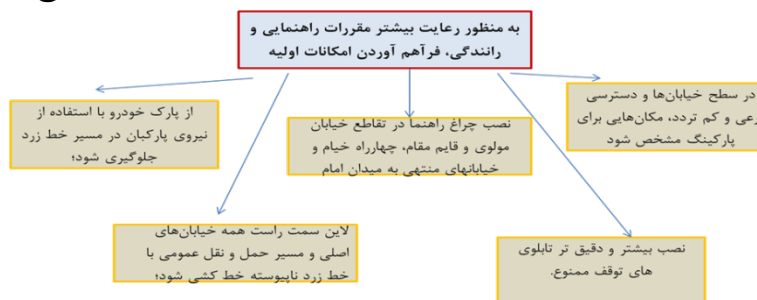 به منظور رعایت بیشتر مقررات راهنمایی و
رانندگی، فرآهم آوردن امکانات اولیه
در سطح خیابان‌ها و دسترسی
رعی و کم تردد، مکان‌هایی برای
پارکینگ مشخص شود
نصب چراغ راهنما در تقاطع خیابان
مولوی و قایم مقام، چهارراه خیام و
خیابانهای منتهی به میدان امام
از پارک خودرو با استفاده از
نیروی پارکبان در مسیر خط زرد
جلوگیری شود؛
نصب بیشتر و دقیق تر تابلوی
های توقف ممنوع.
لاین سمت راست همه خیابان‌های
اصلی و مسیر حمل و نقل عمومی با
خط زرد ناپیوسته خط کشی شود؛